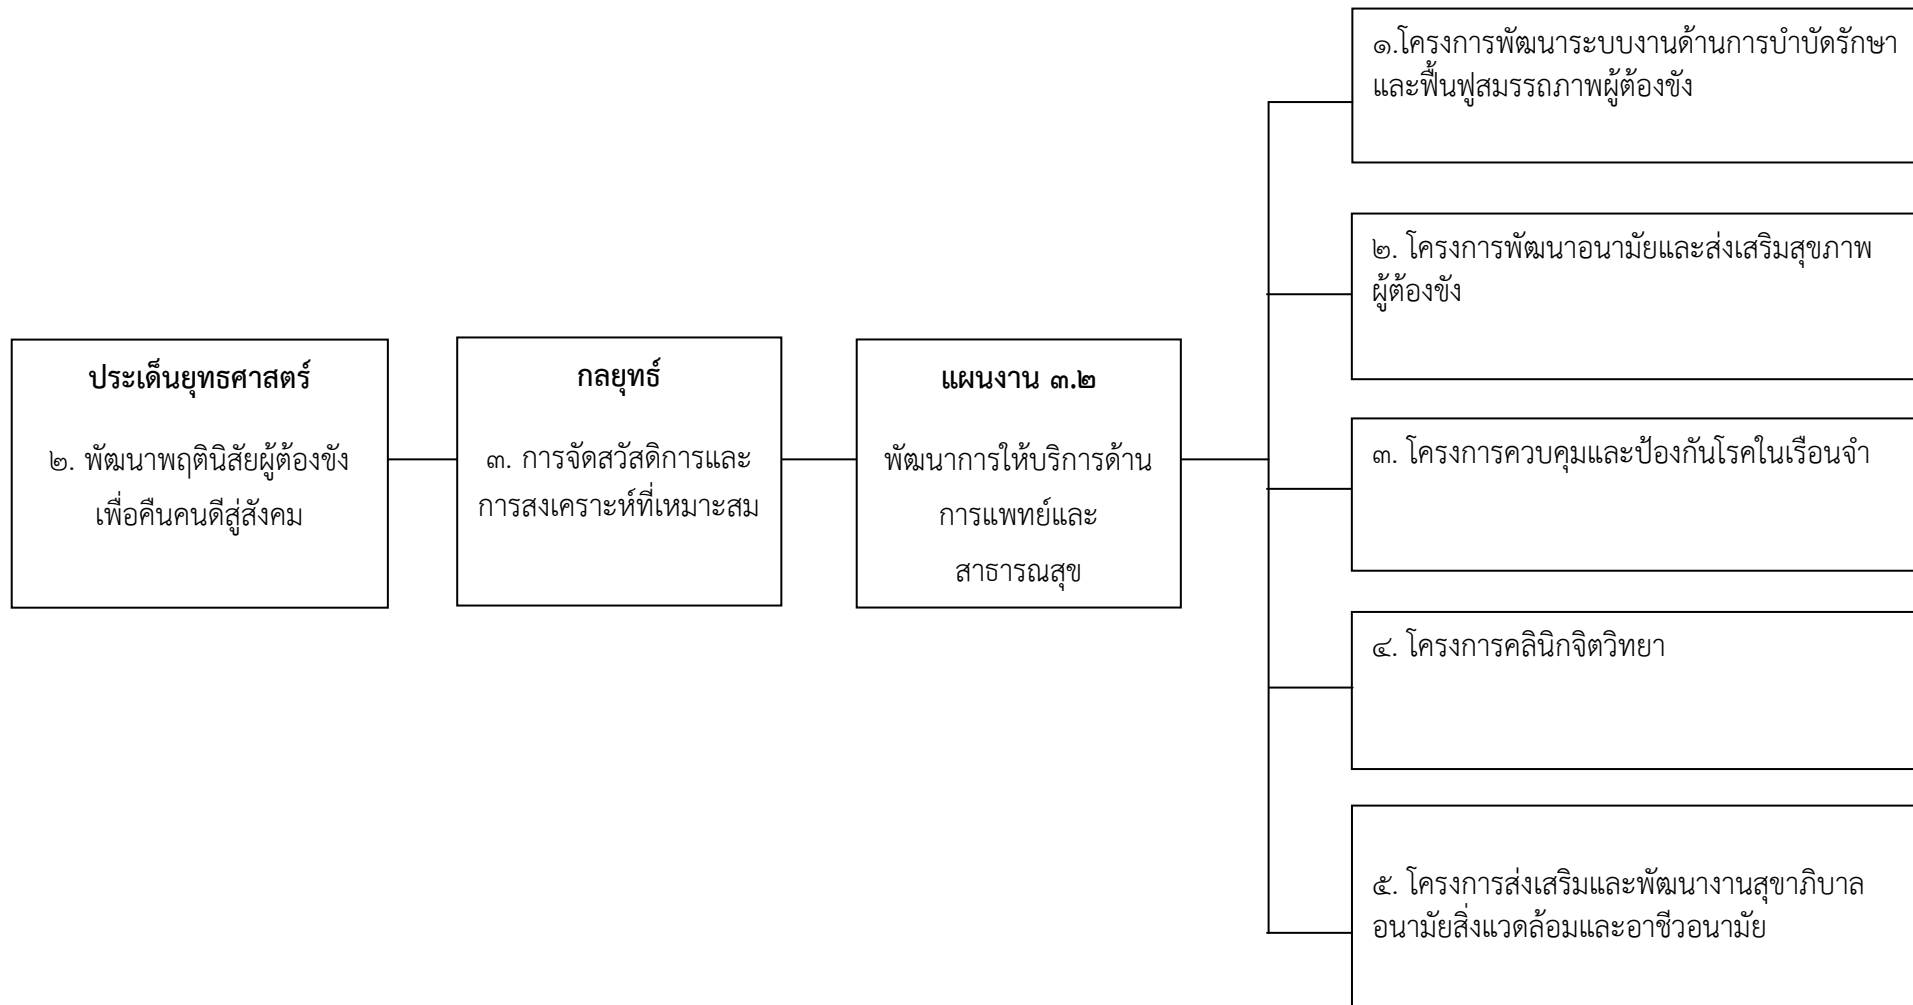 ประเด็นยุทธศาสตร์
๒. พัฒนาพฤตินิสัยผู้ต้องขัง
เพื่อคืนคนดีสู่สังคม
กลยุทธ์
๓. การจัดสวัสดิการและ
การสงเคราะห์ที่เหมาะสม
แผนงาน ๓.๒
พัฒนาการให้บริการด้าน
การแพทย์และ
สาธารณสุข
๑.โครงการพัฒนาระบบงานด้านการบำบัดรักษา
และฟื้นฟูสมรรถภาพผู้ต้องขัง
๒. โครงการพัฒนาอนามัยและส่งเสริมสุขภาพ
ผู้ต้องขัง
๓. โครงการควบคุมและป้องกันโรคในเรือนจำ
๔. โครงการคลินิกจิตวิทยา
๕. โครงการส่งเสริมและพัฒนางานสุขาภิบาล
อนามัยสิ่งแวดล้อมและอาชีวอนามัย